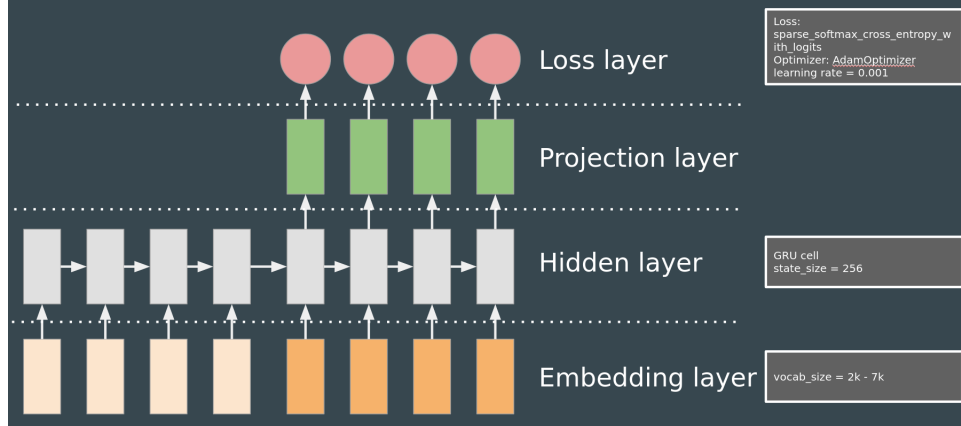 Loss layer
Loss:
sparse_softmax_cross_entropy_w
ith_logits
Optimizer: AdamOptimizer
learning rate = 0.001
Projection layer
Hidden layer
GRU cell
state_size = 256
Embedding layer
vocab_size = 2k - 7k